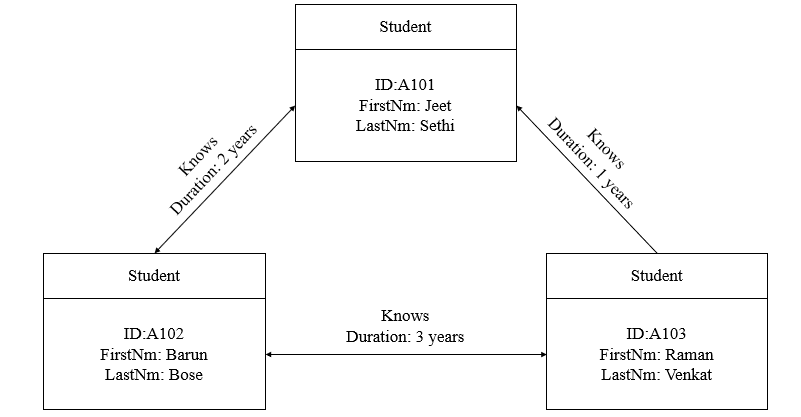 Student
ID:A101
FirstNm: Jeet
LastNm: Sethi
Knows
Duration: 2 years
Knows
Duration: 1 years
Student
ID:A102
FirstNm: Barun
LastNm: Bose
Knows
Duration: 3 years
Student
ID:A103
FirstNm: Raman
LastNm: Venkat